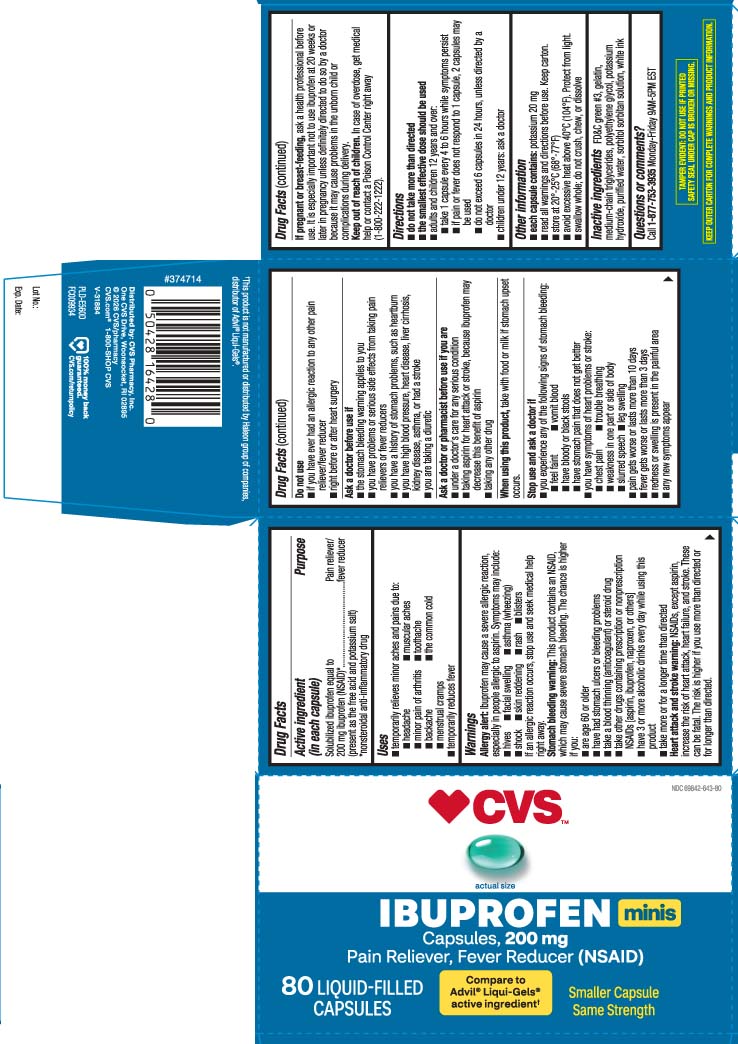 CVS™
NDC 69842-643-80
actual size
IBUPROFEN minis
Capsules, 200 mg
Pain Reliever, Fever Reducer (NSAID)
80 LIQUID-FILLED
CAPSULES
Compare to
Advil® Liqui-Gels®
active ingredient†
Smaller Capsule
Same Strength
Drug Facts
Active ingredient
(in each capsule)
Purpose
Solubilized ibuprofen equal to
200 mg ibuprofen (NSAID)*
(present as the free acid and potassium salt)
*nonsteroidal anti-inflammatory drug
Pain reliever/
fever reducer
Uses
■ temporarily relieves minor aches and pains due to:
■ headache ■ muscular aches
■ minor pain of arthritis ■ toothache
■ backache ■ the common cold
■ menstrual cramps
■ temporarily reduces fever
Warnings
Allergy alert: Ibuprofen may cause a severe allergic reaction,
especially in people allergic to aspirin. Symptoms may include:
■ hives ■ facial swelling ■ asthma (wheezing)
■ shock ■ skin reddening ■ rash ■ blisters
If an allergic reaction occurs, stop use and seek medical help
right away.
Stomach bleeding warning: This product contains an NSAID,
which may cause severe stomach bleeding. The chance is higher
if you:
■ are age 60 or older
■ have had stomach ulcers or bleeding problems
■ take a blood thinning (anticoagulant) or steroid drug
■ take other drugs containing prescription or nonprescription
NSAIDs [aspirin, ibuprofen, naproxen, or others]
■ have 3 or more alcoholic drinks every day while using this
product
■ take more or for a longer time than directed
Heart attack and stroke warning: NSAIDs, except aspirin,
increase the risk of heart attack, heart failure, and stroke. These
can be fatal. The risk is higher if you use more than directed or
for longer than directed.
Drug Facts (continued)
Do not use
■ if you have ever had an allergic reaction to any other pain
reliever/fever reducer
■ right before or after heart surgery
Ask a doctor before use if
■ the stomach bleeding warning applies to you
■ you have problems or serious side effects from taking pain
relievers or fever reducers
■ you have a history of stomach problems, such as heartburn
■ you have high blood pressure, heart disease, liver cirrhosis,
kidney disease, asthma, or had a stroke
■ you are taking a diuretic
Ask a doctor or pharmacist before use if you are
■ under a doctor's care for any serious condition
■ taking aspirin for heart attack or stroke, because ibuprofen may
decrease this benefit of aspirin
■ taking any other drug
When using this product, take with food or milk if stomach upset
occurs.
Stop use and ask a doctor if
■ you experience any of the following signs of stomach bleeding:
■ feel faint ■ vomit blood
■ have bloody or black stools
■ have stomach pain that does not get better
■ you have symptoms of heart problems or stroke:
■ chest pain ■ trouble breathing
■ weakness in one part or side of body
■ slurred speech ■ leg swelling
■ pain gets worse or lasts more than 10 days
■ fever gets worse or lasts more than 3 days
■ redness or swelling is present in the painful area
■ any new symptoms appear
Drug Facts (continued)
If pregnant or breast-feeding, ask a health professional before
use. It is especially important not to use ibuprofen at 20 weeks or
later in pregnancy unless definitely directed to do so by a doctor
because it may cause problems in the unborn child or
complications during delivery.
Keep out of reach of children. In case of overdose, get medical
help or contact a Poison Control Center right away
(1-800-222-1222).
Directions
■ do not take more than directed
■ the smallest effective dose should be used
■ adults and children 12 years and over:
■ take 1 capsule every 4 to 6 hours while symptoms persist
■ if pain or fever does not respond to 1 capsule, 2 capsules may
be used
■ do not exceed 6 capsules in 24 hours, unless directed by a
doctor
■ children under 12 years: ask a doctor
Other information
■ each capsule contains: potassium 20 mg
■ read all warnings and directions before use. Keep carton.
■ store at 20°-25°C (68°-77°F)
■ avoid excessive heat above 40°C (104°F). Protect from light.
■ swallow whole; do not crush, chew, or dissolve
Inactive ingredients FD&C green #3, gelatin,
medium-chain triglycerides, polyethylene glycol, potassium
hydroxide, purified water, sorbitol sorbitan solution, white ink
Questions or comments?
Call 1-877-753-3935 Monday-Friday 9AM-5PM EST
TAMPER EVIDENT: DO NOT USE IF PRINTED
SAFETY SEAL UNDER CAP IS BROKEN OR MISSING.
KEEP OUTER CARTON FOR COMPLETE WARNINGS AND PRODUCT INFORMATION.
†This product is not manufactured or distributed by Haleon group of companies,
distributor of Advil® Liqui-Gels®.
#374714
0 50428 16428 0
Distributed by: CVS Pharmacy, Inc.
One CVS Drive, Woonsocket, RI 02895
© 2026 CVS/pharmacy
CVS.com® 1-800-SHOP CVS
V-31884
100% money back
guaranteed.
CVS.com/returnpolicy
Lot No.:
Exp. Date: